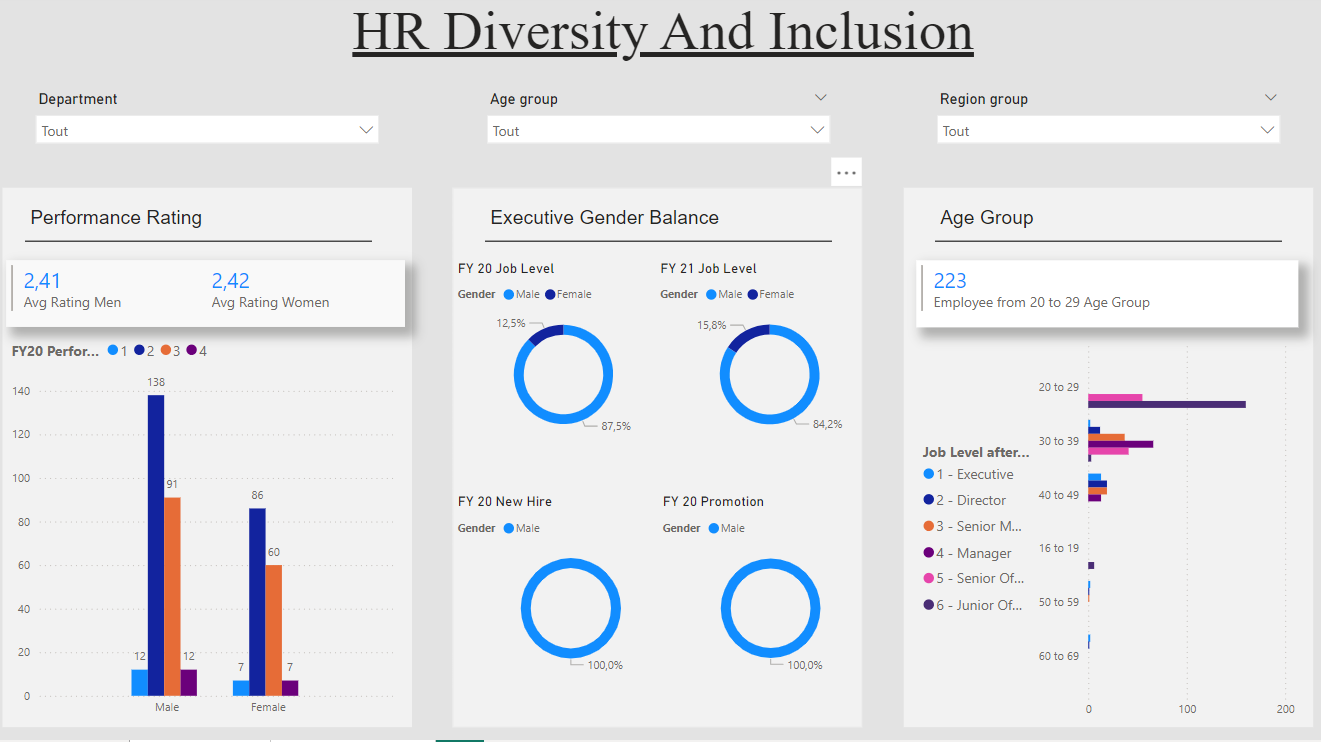 HR Diversity And Inclusion
Department
Tout
Age group
Tout
Region group
Tout
Performance Rating
2,41
Avg Rating Men
2,42
Avg Rating Women
FY20 Perfor... 1 2 3 4
140
120
100
80
60
40
20
0
138
91
12
12
86
60
7
7
Male
Female
Executive Gender Balance
FY 20 Job Level
Gender Male Female
12,5%
87,5%
FY 21 Job Level
Gender Male Female
15,8%
84,2%
FY 20 New Hire
Gender Male
100,0%
FY 20 Promotion
Gender Male
100,0%
Age Group
223
Employee from 20 to 29 Age Group
Job Level after...
1 - Executive
2 - Director
3 - Senior M...
4 - Manager
5 - Senior Of...
6 - Junior Of...
20 to 29
30 to 39
40 to 49
16 to 19
50 to 59
60 to 69
0
100
200